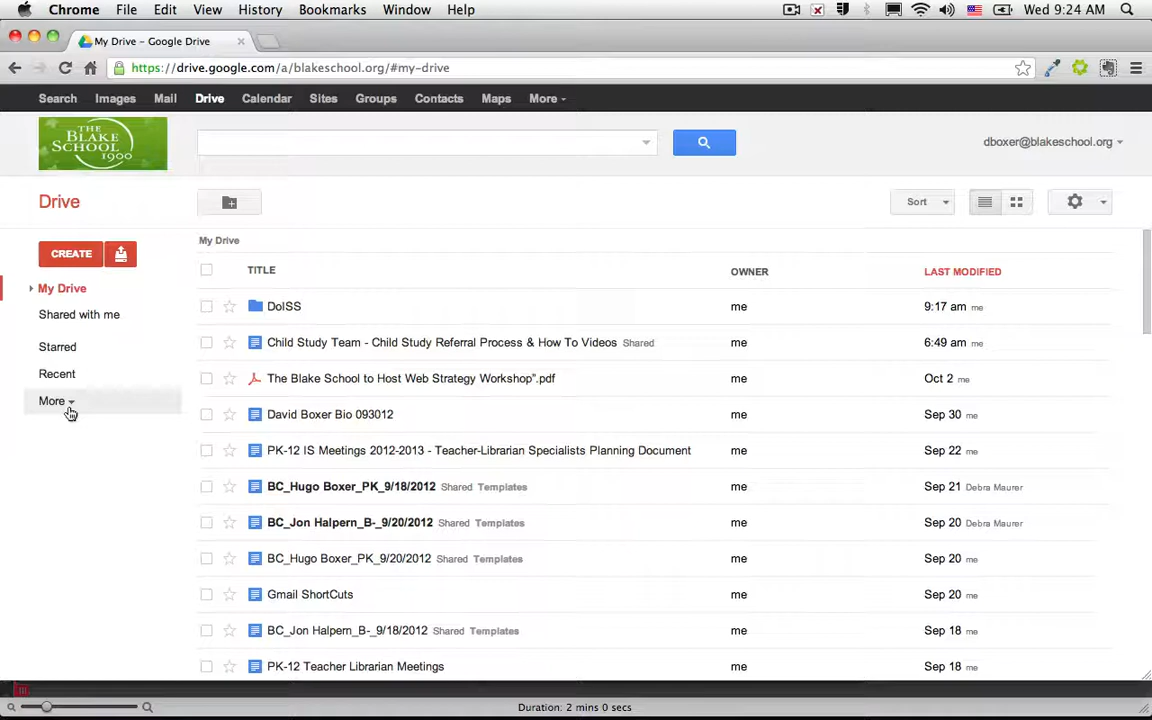 Chrome File Edit View History Bookmarks Window Help Wed 9:24 AM
My Drive – Google Drive
https://drive.google.com/a/blakeschool.org/#my-drive
Search Images Mail Drive Calendar Sites Groups Contacts Maps More
THE
BLAKE
SCHOOL
1900
dboxer@blakeschool.org
Drive
Sort
My Drive
CREATE
TITLE OWNER LAST MODIFIED
My Drive
Shared with me
Starred
Recent
More
DoISS me 9:17 am me
Child Study Team - Child Study Referral Process & How To Videos Shared me 6:49 am me
The Blake School to Host Web Strategy Workshop".pdf me Oct 2 me
David Boxer Bio 093012 me Sep 30 me
PK-12 IS Meetings 2012-2013 - Teacher-Librarian Specialists Planning Document me Sep 22 me
BC_Hugo Boxer_PK_9/18/2012 Shared Templates me Sep 21 Debra Maurer
BC_Jon Halpern_B-_9/20/2012 Shared Templates me Sep 20 Debra Maurer
BC_Hugo Boxer_PK_9/20/2012 Shared Templates me Sep 20 me
Gmail ShortCuts me Sep 20 me
BC_Jon Halpern_B-_9/18/2012 Shared Templates me Sep 18 me
PK-12 Teacher Librarian Meetings me Sep 18 me
Duration: 2 mins 0 secs